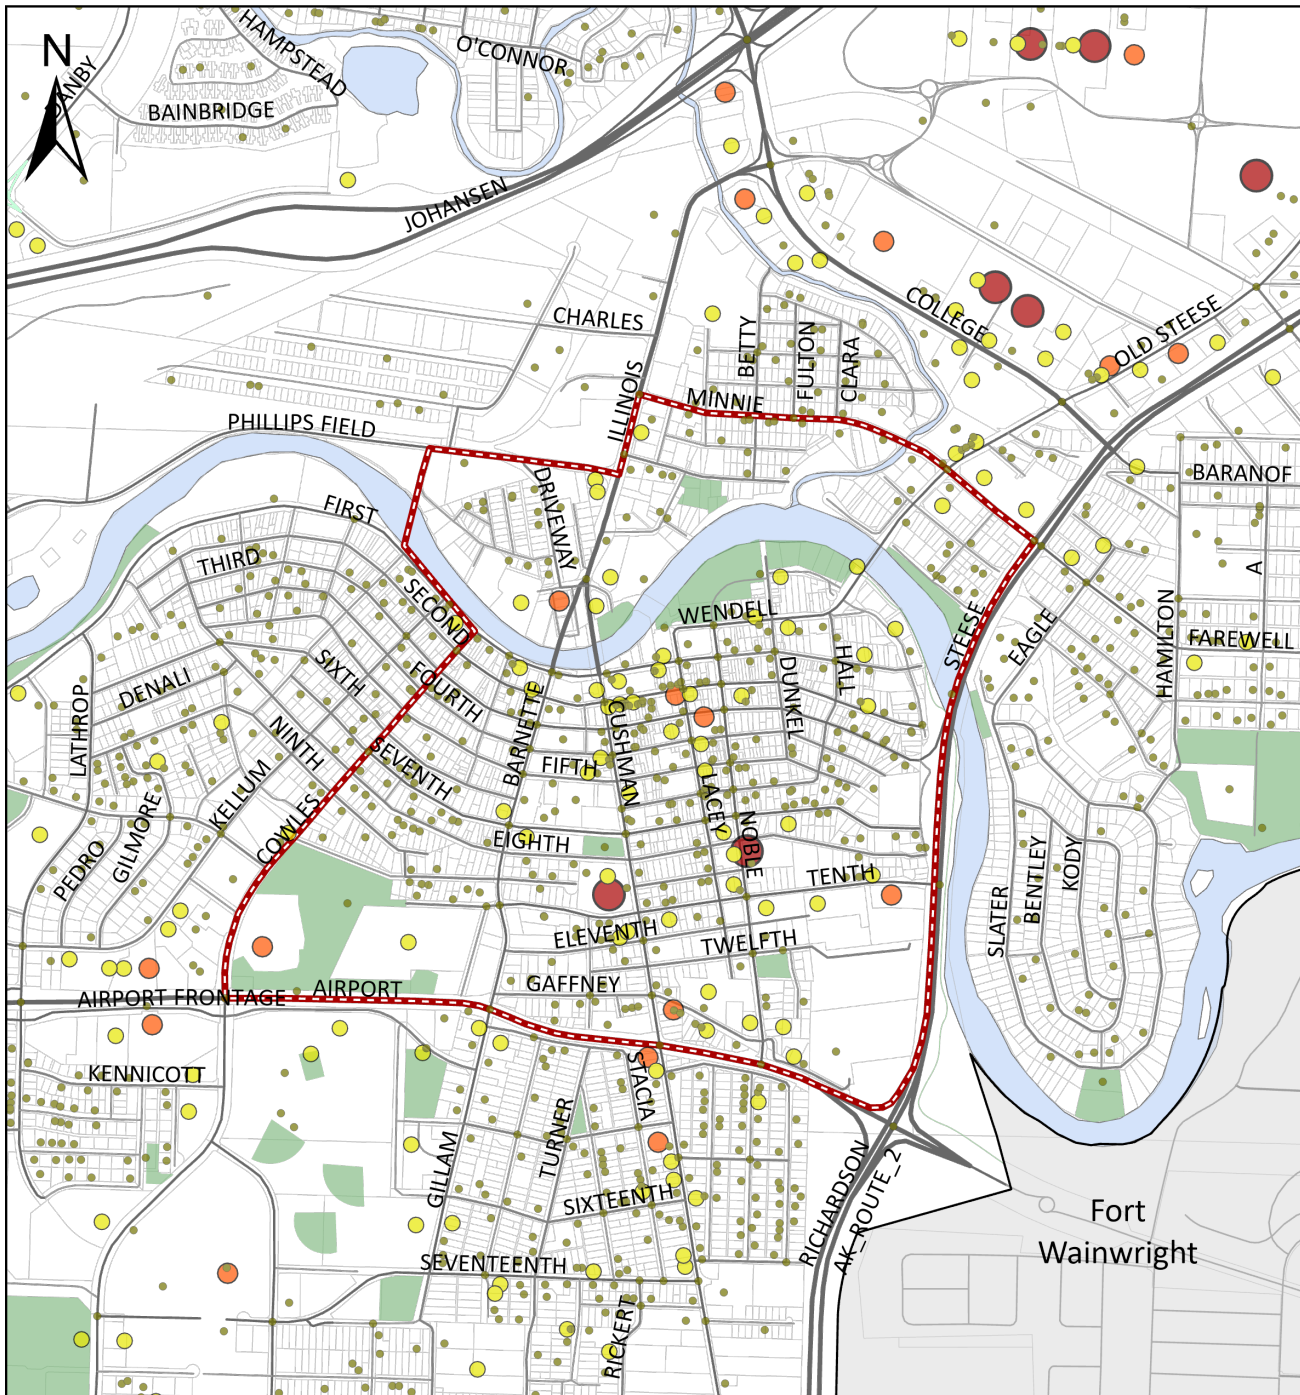 HAMPSTEAD
O'CONNOR
N
DANBY
BAINBRIDGE
JOHANSEN
COLLEGE
OLD STEESE
CHARLES
BETTY
FULTON
CLARA
ILLINOIS
MINNIE
PHILLIPS FIELD
BARANOF
DRIVEWAY
FIRST
THIRD
A
SECOND
WENDELL
STEESE
EAGLE
HAMILTON
FAREWELL
DENALI
SIXTH
FOURTH
DUNKEL
HALL
LATHROP
BARNETTE
CUSHMAN
NINTH
SEVENTH
FIFTH
LACEY
KELLUM
GILMORE
COWLES
EIGHTH
NOBLE
PEDRO
TENTH
SLATER
BENTLEY
KODY
ELEVENTH
TWELFTH
GAFFNEY
AIRPORT FRONTAGE
AIRPORT
KENNICOTT
STACIA
TURNER
GILLAM
SIXTEENTH
RICHARDSON
AK_ROUTE_2
Fort
Wainwright
SEVENTEENTH
RICKERT